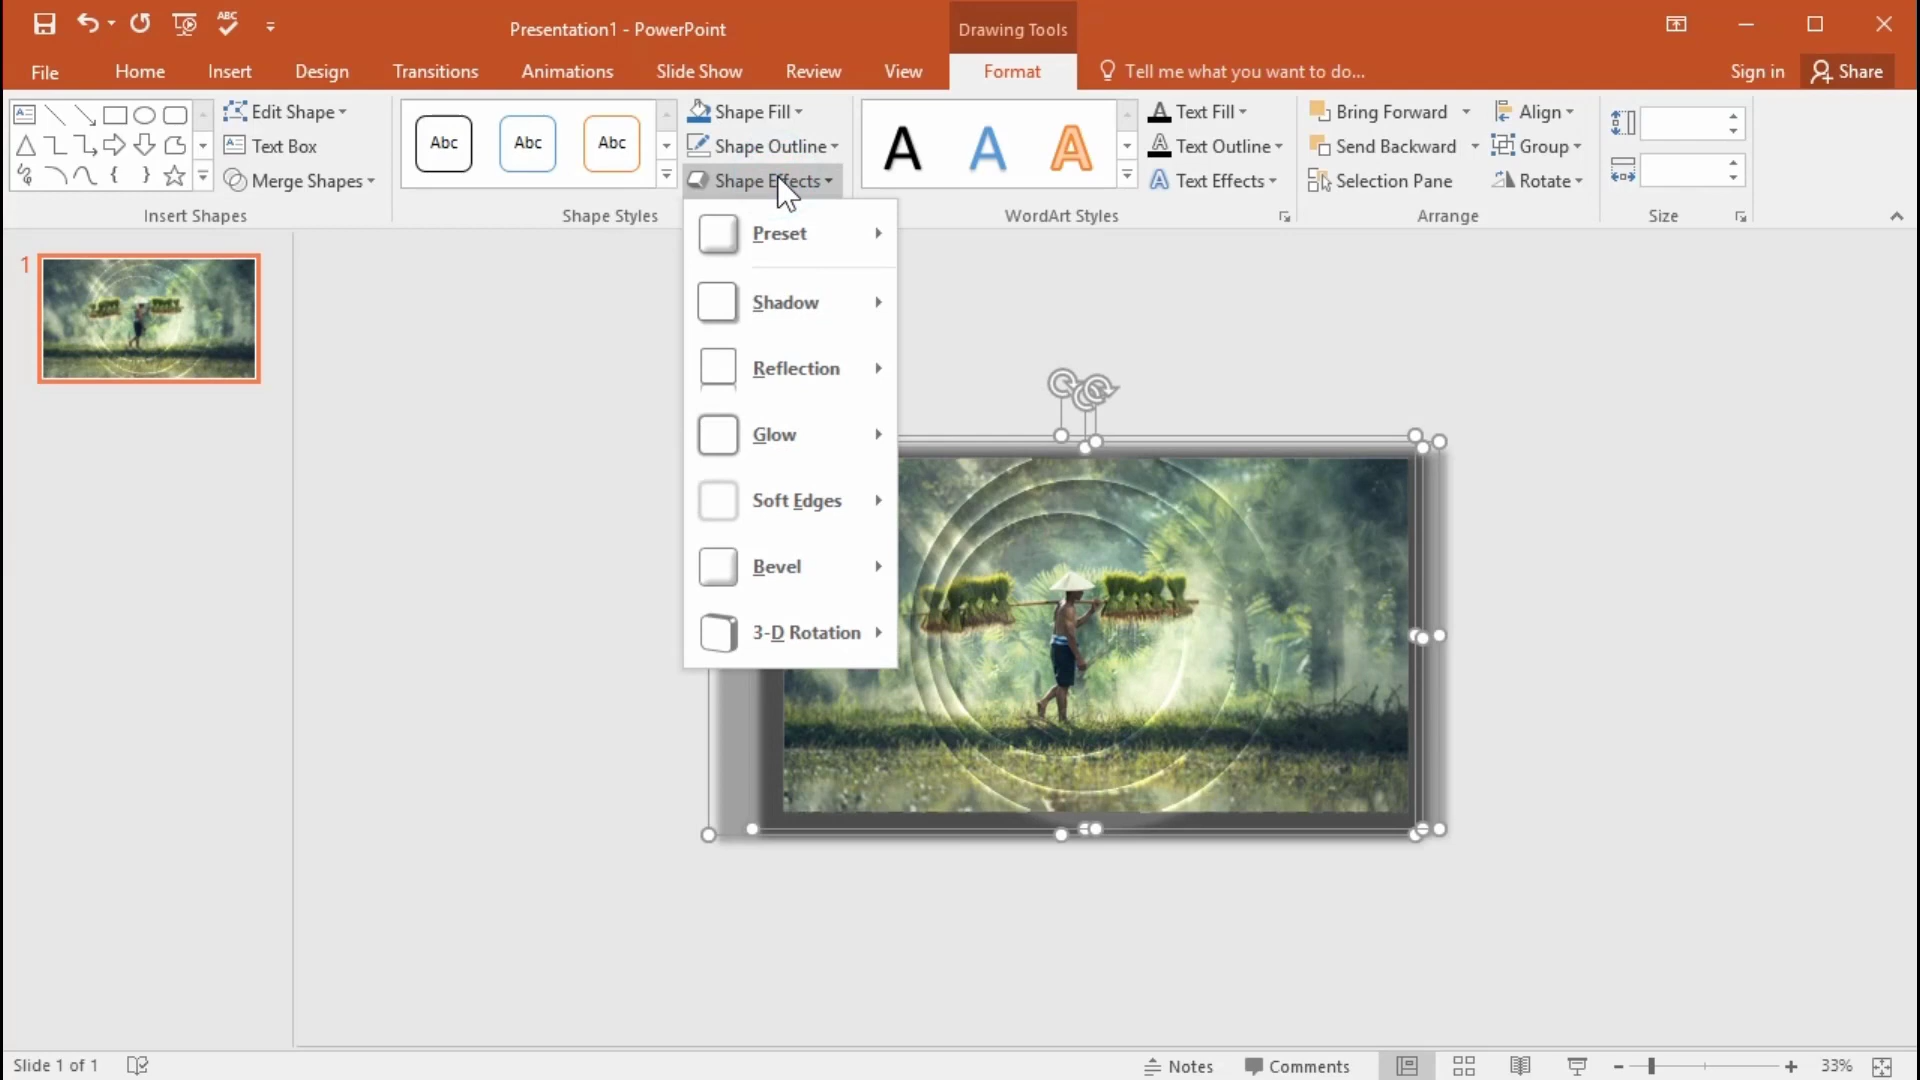 ABC
Presentation1 - PowerPoint
Drawing Tools
File
Home
Insert
Design
Transitions
Animations
Slide Show
Review
View
Format
Tell me what you want to do...
Sign in
Share
Edit Shape
Text Box
Merge Shapes
Insert Shapes
Abc
Abc
Abc
Shape Fill
Shape Outline
Shape Effects
Shape Styles
A
A
A
Text Fill
Text Outline
Text Effects
WordArt Styles
Bring Forward
Send Backward
Selection Pane
Align
Group
Rotate
Arrange
Size
Preset
Shadow
Reflection
Glow
Soft Edges
Bevel
3-D Rotation
1
Slide 1 of 1
Notes
Comments
33%